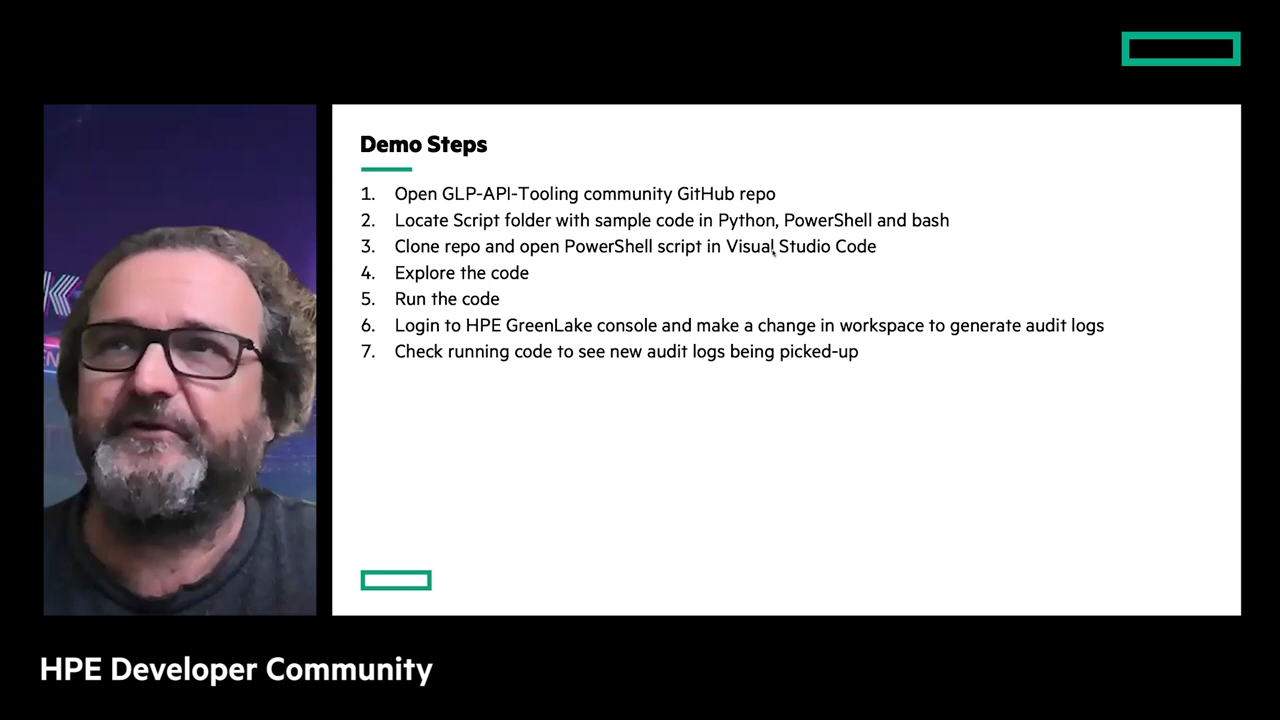 Demo Steps
1. Open GLP-API-Tooling community GitHub repo
2. Locate Script folder with sample code in Python, PowerShell and bash
3. Clone repo and open PowerShell script in Visual Studio Code
4. Explore the code
5. Run the code
6. Login to HPE GreenLake console and make a change in workspace to generate audit logs
7. Check running code to see new audit logs being picked-up
HPE Developer Community